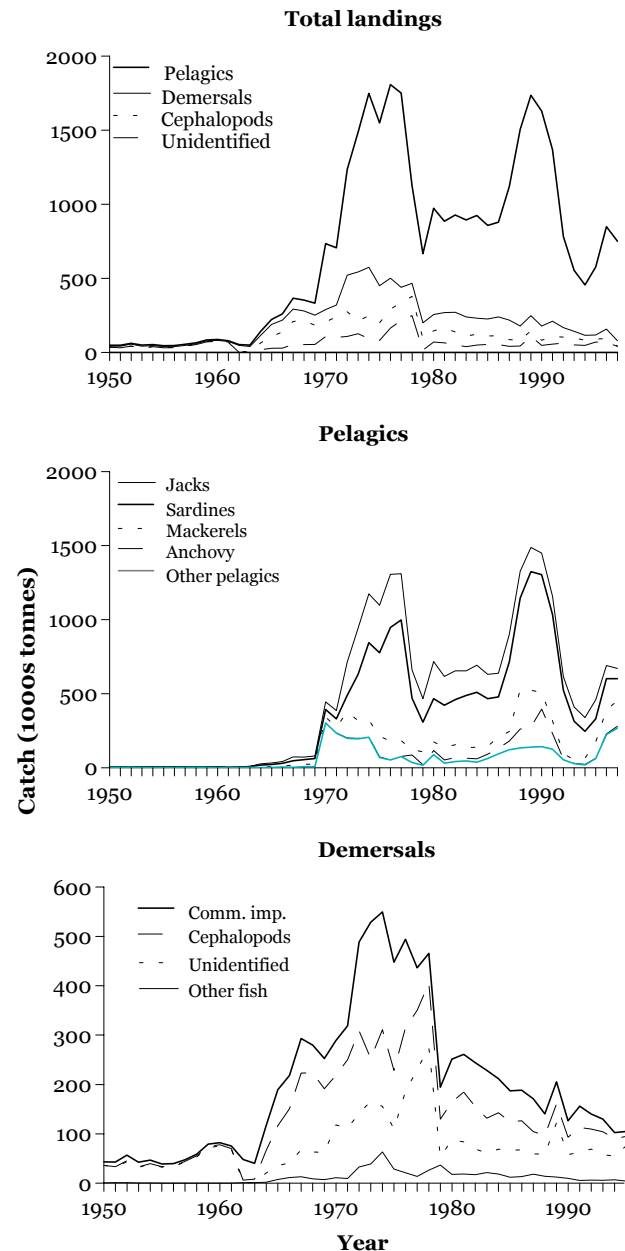 Total landings
2000
Pelagics
Demersals
1500
Cephalopods
Unidentified
1000
500
0
1950 1960 1970 1980 1990
Pelagics
2000
Jacks
Sardines
1500
Mackerels
Anchovy
Other pelagics
1000
500
0
1950 1960 1970 1980 1990
Catch (1000s tonnes)
Demersals
600
Comm. imp.
500
Cephalopods
Unidentified
400
Other fish
300
200
100
0
1950 1960 1970 1980 1990
Year